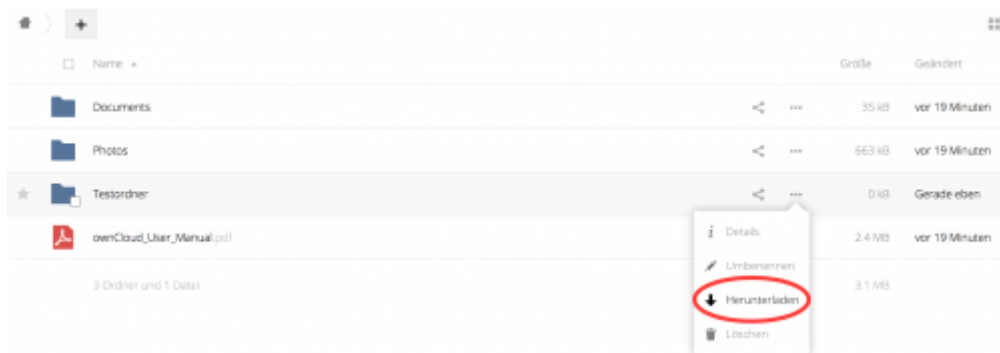 Name Größe Geändert
Documents 35 kB vor 19 Minuten
Photos 663 kB vor 19 Minuten
Testordner 0 kB Gerade eben
ownCloud_User_Manual.pdf 2.4 MB vor 19 Minuten
3 Ordner und 1 Datei 3.1 MB
Details
Umbenennen
Herunterladen
Löschen